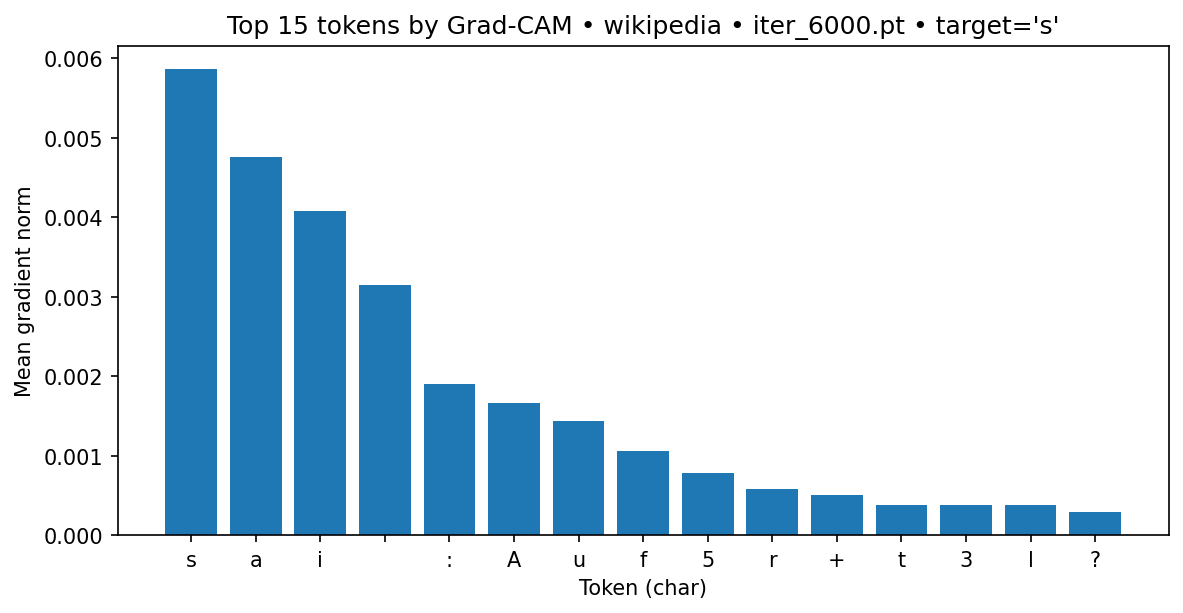 Top 15 tokens by Grad-CAM • wikipedia • iter_6000.pt • target='s'
0.006
0.005
0.004
0.003
0.002
0.001
0.000
Mean gradient norm
s a i : A u f 5 r + t 3 l ?
Token (char)